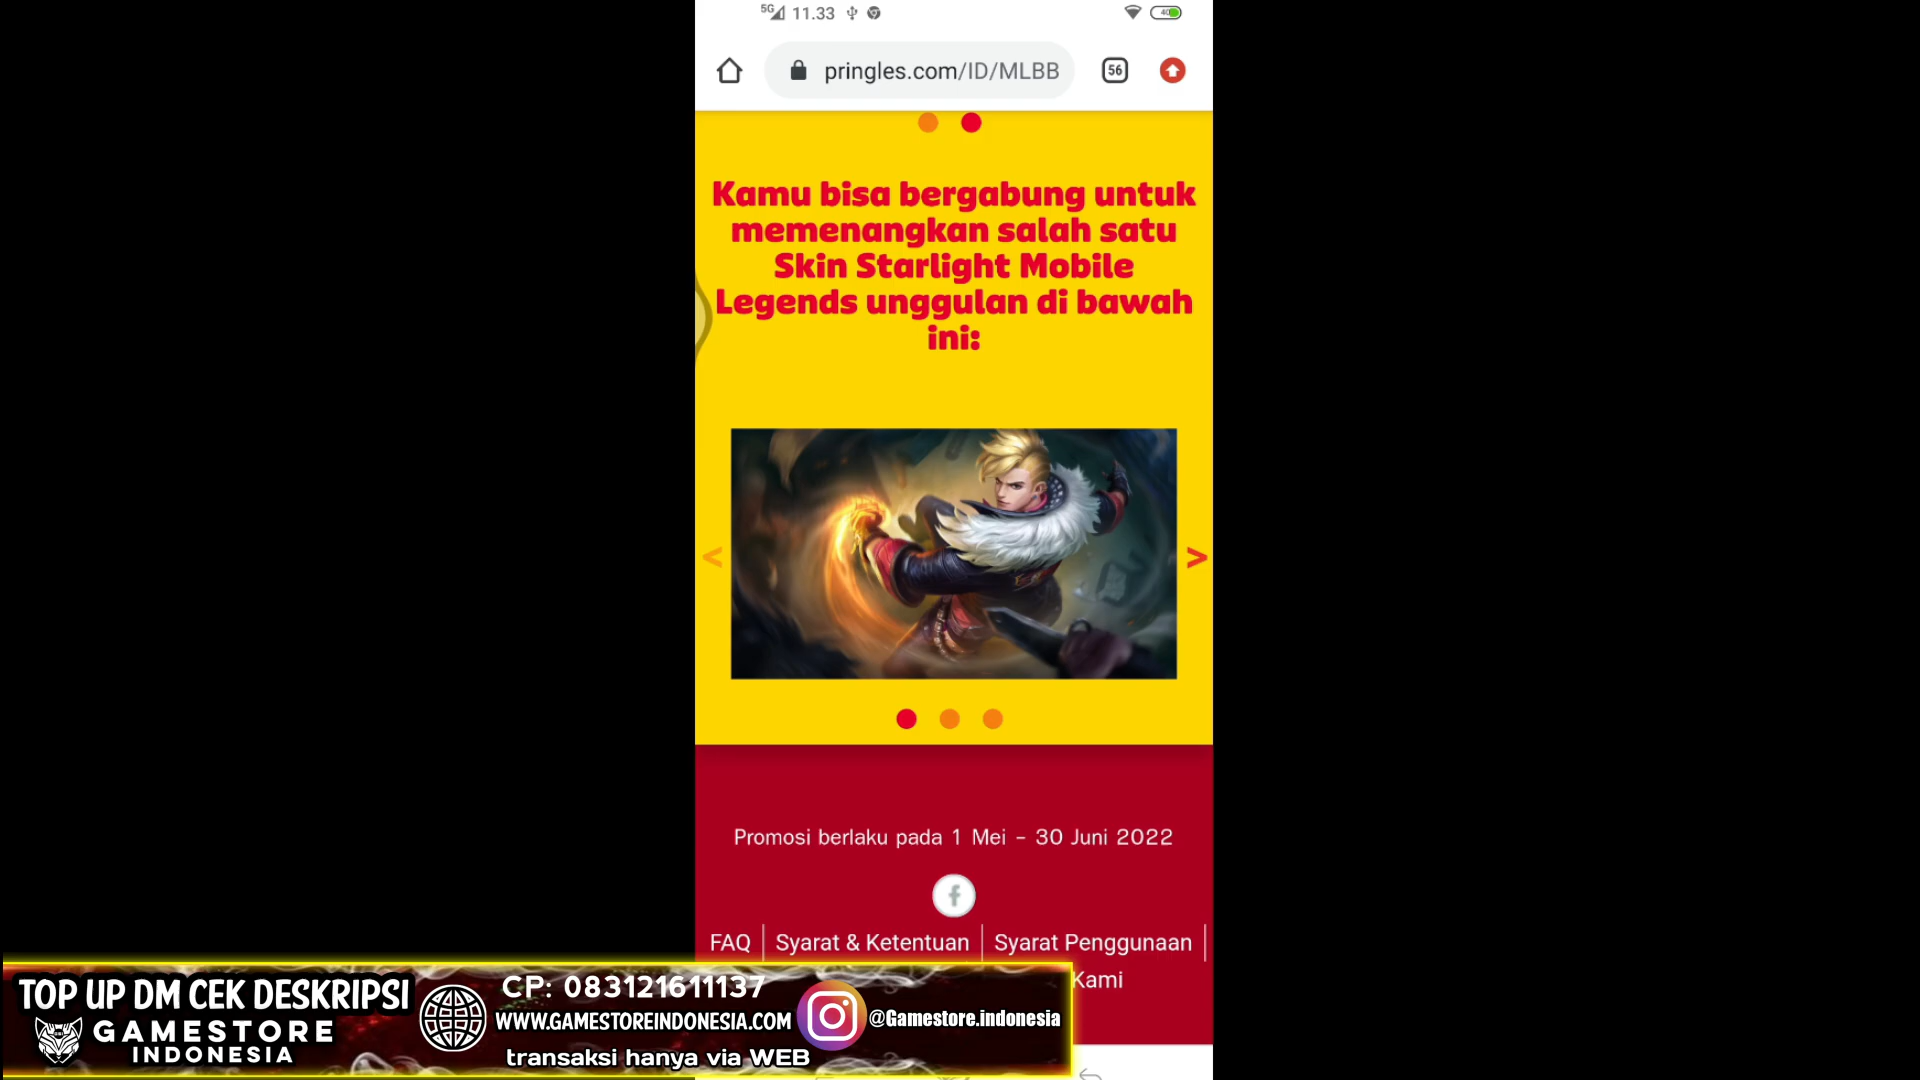 5G 11.33 40
pringles.com/ID/MLBB 56
Kamu bisa bergabung untuk
memenangkan salah satu
Skin Starlight Mobile
Legends unggulan di bawah
ini:
< >
Promosi berlaku pada 1 Mei – 30 Juni 2022
f
FAQ | Syarat & Ketentuan | Syarat Penggunaan |
Kami
TOP UP DM CEK DESKRIPSI
GAMESTORE
INDONESIA
CP: 083121611137
WWW.GAMESTOREINDONESIA.COM
transaksi hanya via WEB
@Gamestore.indonesia